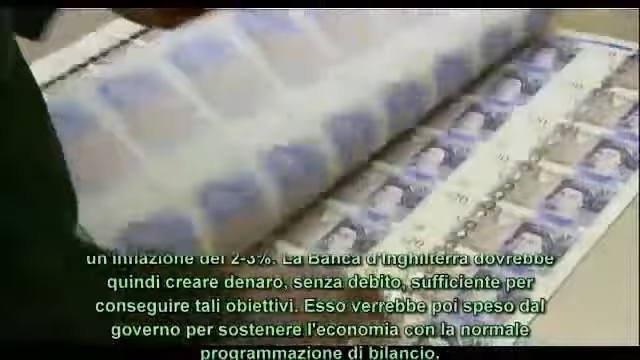 un'inflazione del 2-3%. La Banca d'Inghilterra dovrebbe
quindi creare denaro, senza debito, sufficiente per
conseguire tali obiettivi. Esso verrebbe poi speso dal
governo per sostenere l'economia con la normale
programmazione di bilancio.